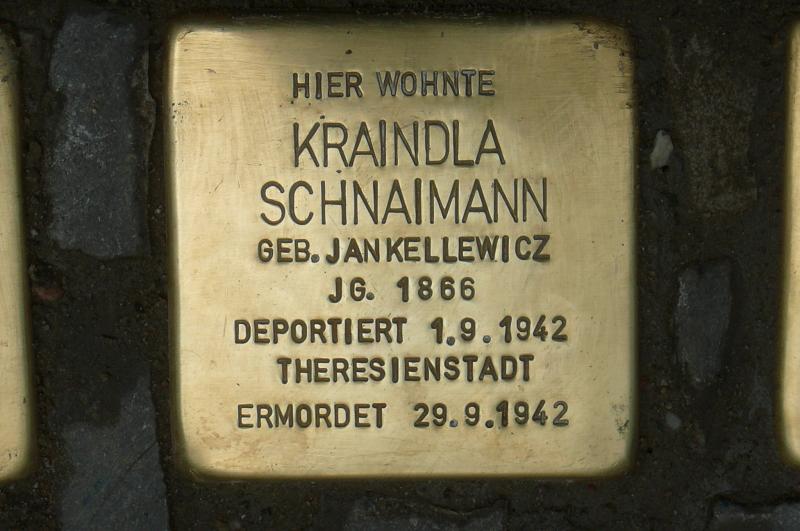 HIER WOHNTE
KRAINDLA
SCHNAIMANN
GEB. JANKELLEWICZ
JG. 1866
DEPORTIERT 1.9.1942
THERESIENSTADT
ERMORDET 29.9.1942